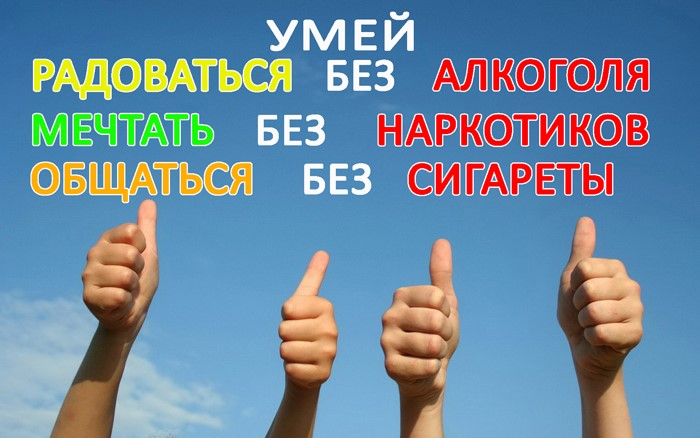 УМЕЙ
РАДОВАТЬСЯ БЕЗ АЛКОГОЛЯ
МЕЧТАТЬ БЕЗ НАРКОТИКОВ
ОБЩАТЬСЯ БЕЗ СИГАРЕТЫ